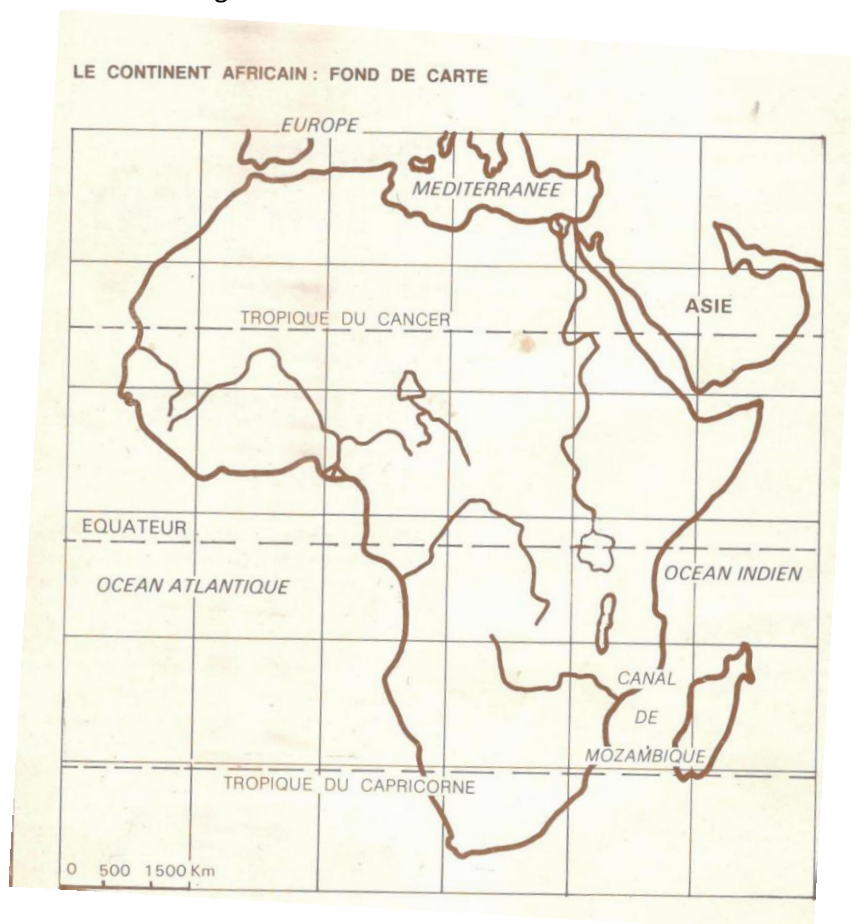 LE CONTINENT AFRICAIN : FOND DE CARTE
EUROPE
MEDITERRANEE
ASIE
TROPIQUE DU CANCER
EQUATEUR
OCEAN INDIEN
OCEAN ATLANTIQUE
CANAL
DE
MOZAMBIQUE
TROPIQUE DU CAPRICORNE
0 500 1500 Km